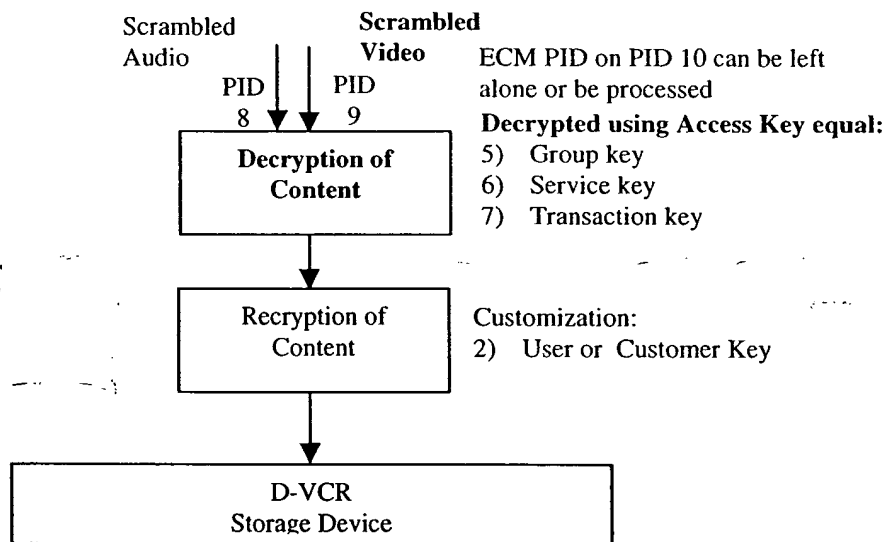 Scrambled
Audio
Scrambled
Video
PID
8
PID
9
ECM PID on PID 10 can be left
alone or be processed
Decrypted using Access Key equal:
5) Group key
6) Service key
7) Transaction key
Decryption of
Content
Recryption of
Content
Customization:
2) User or Customer Key
D-VCR
Storage Device